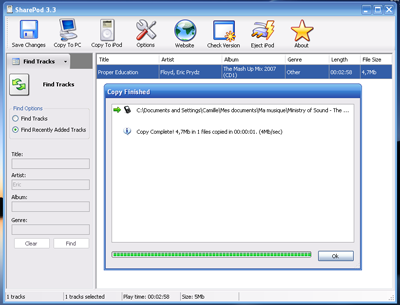 SharePod 3.3
Save Changes
Copy To PC
Copy To iPod
Options
Website
Check Version
Eject iPod
About
Find Tracks
Find Tracks
Find Options
Find Tracks
Find Recently Added Tracks
Title:
Artist:
Eric
Album:
Genre:
Clear
Find
Title
Artist
Album
Genre
Length
File Size
Proper Education
Floyd, Eric Prydz
The Mash Up Mix 2007 (CD1)
Other
00:02:58
4,7Mb
Copy Finished
C:\Documents and Settings\Camille\Mes documents\Ma musique\Ministry of Sound - The ...
Copy Complete! 4,7Mb in 1 files copied in 00:00:01. (4Mb/sec)
Ok
1 tracks
1 tracks selected
Play time: 00:02:58
Size: 5Mb